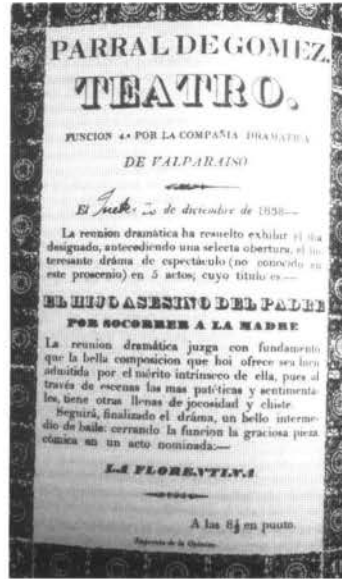 PARRAL DE GOMEZ.
TEATRO.
FUNCION 4.a POR LA COMPAÑIA DRAMATICA
DE VALPARAISO
El 20 de diciembre de 1838—
La reunion dramática ha resuelto exhibir el dia
designado, antecediendo una selecta obertura, el in-
teresante dráma de espectáculo (no conocido en
este proscenio) en 5 actos; cuyo titulo es.—
EL HIJO ASESINO DEL PADRE
POR SOCORRER A LA MADRE
La reunion dramática juzga con fundamento
que la bella composicion que hoi ofrece sea bien
admitida por el mérito intrínseco de ella, pues al
través de escenas las mas patéticas y sentimenta-
les, tiene otras llenas de jocosidad y chiste.
Seguirá, finalizado el dráma, un bello interme-
dio de baile: cerrando la funcion la graciosa pieza
cómica en un acto nominada:—
LA FLORENTINA
A las 8½ en punto.
Imprenta de la Opinion